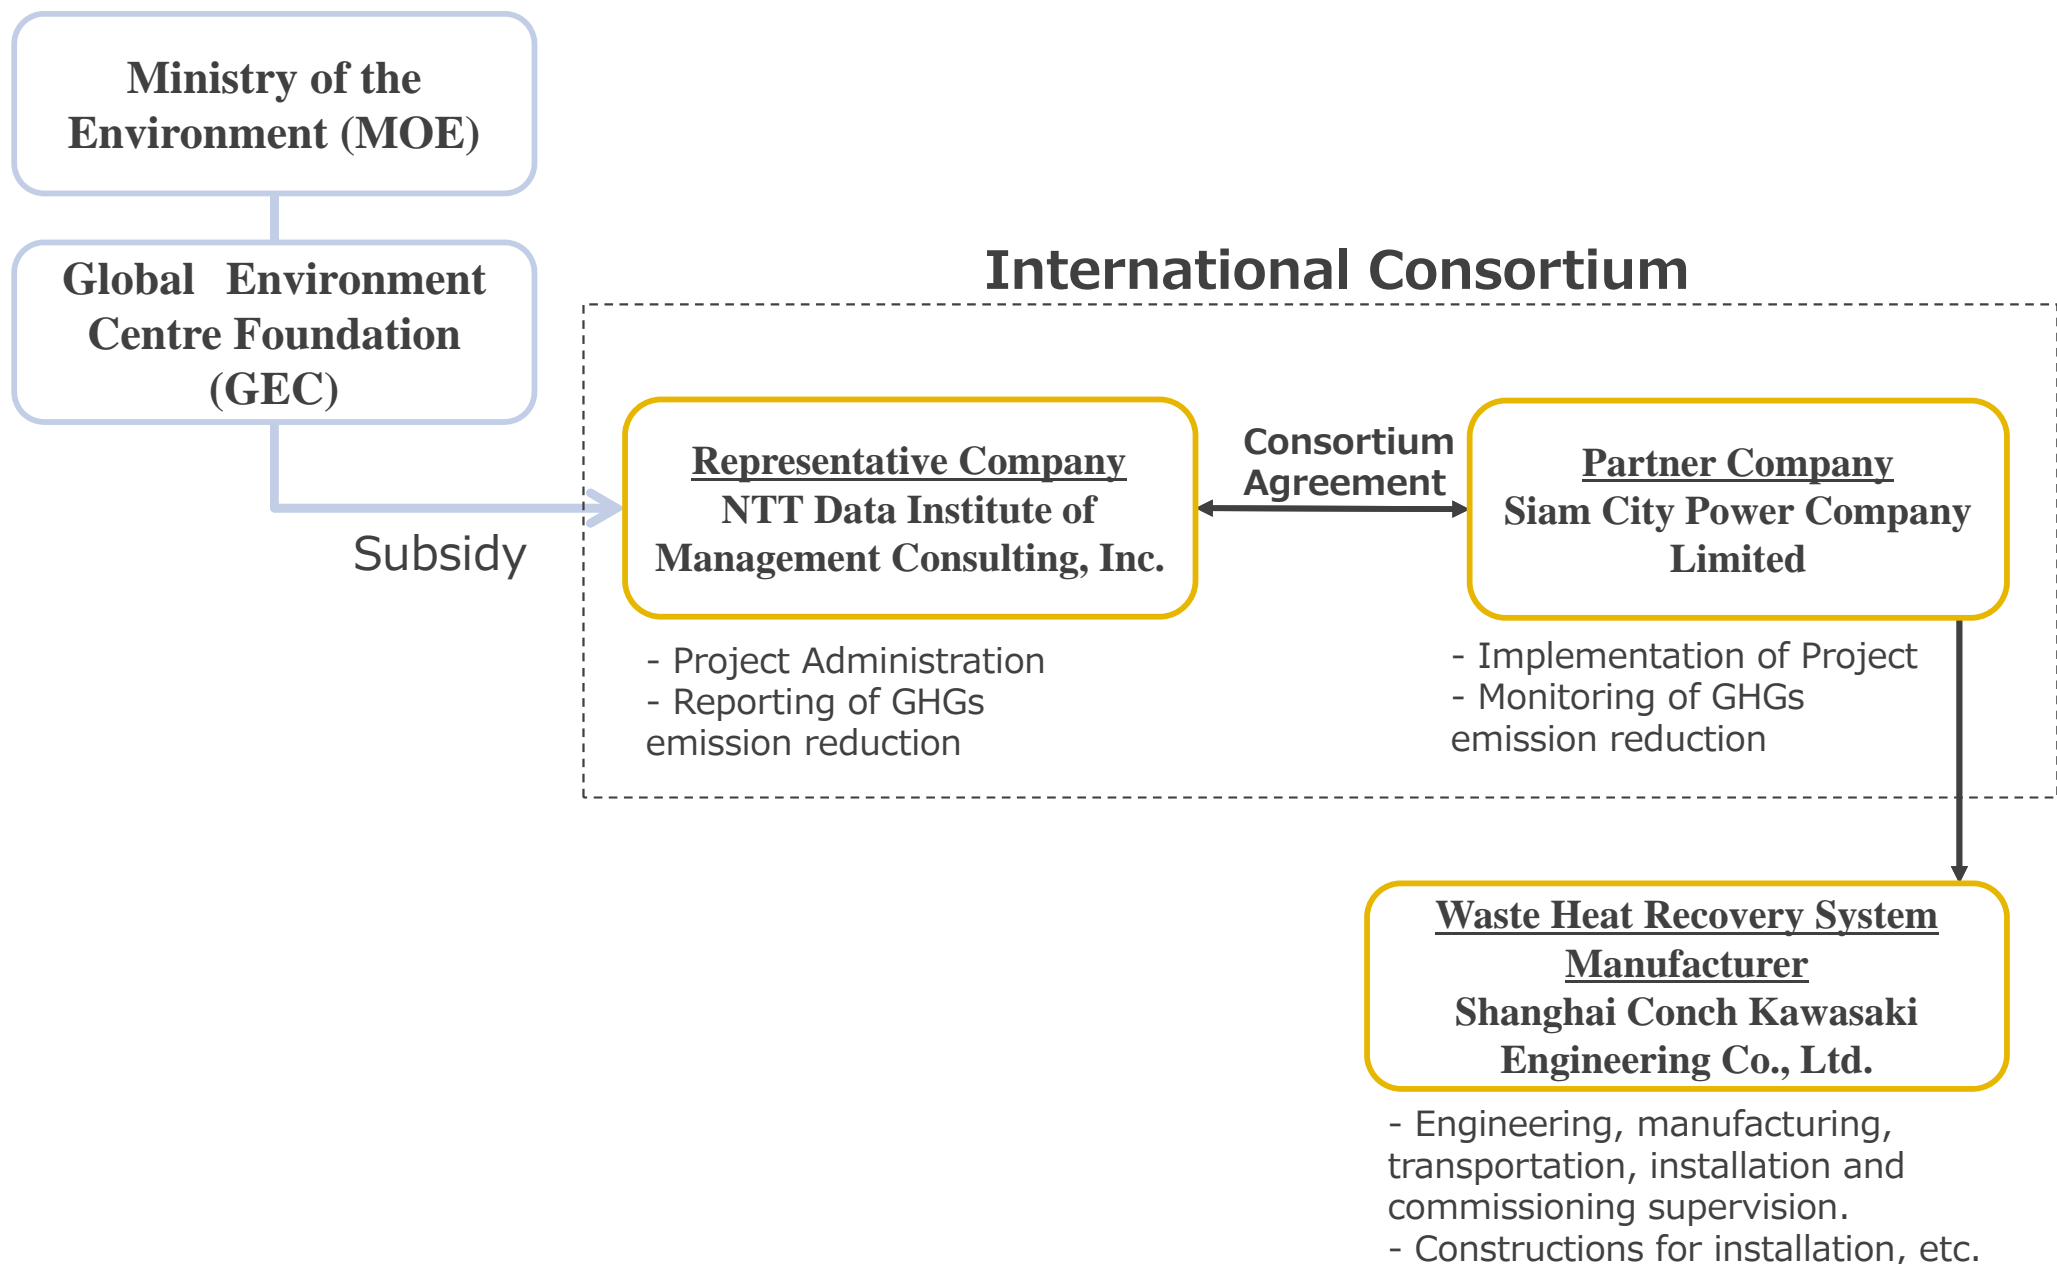 Ministry of the
Environment (MOE)
Global Environment
Centre Foundation
(GEC)
Subsidy
International Consortium
Representative Company
NTT Data Institute of
Management Consulting, Inc.
- Project Administration
- Reporting of GHGs
emission reduction
Consortium
Agreement
Partner Company
Siam City Power Company
Limited
- Implementation of Project
- Monitoring of GHGs
emission reduction
Waste Heat Recovery System
Manufacturer
Shanghai Conch Kawasaki
Engineering Co., Ltd.
- Engineering, manufacturing,
transportation, installation and
commissioning supervision.
- Constructions for installation, etc.